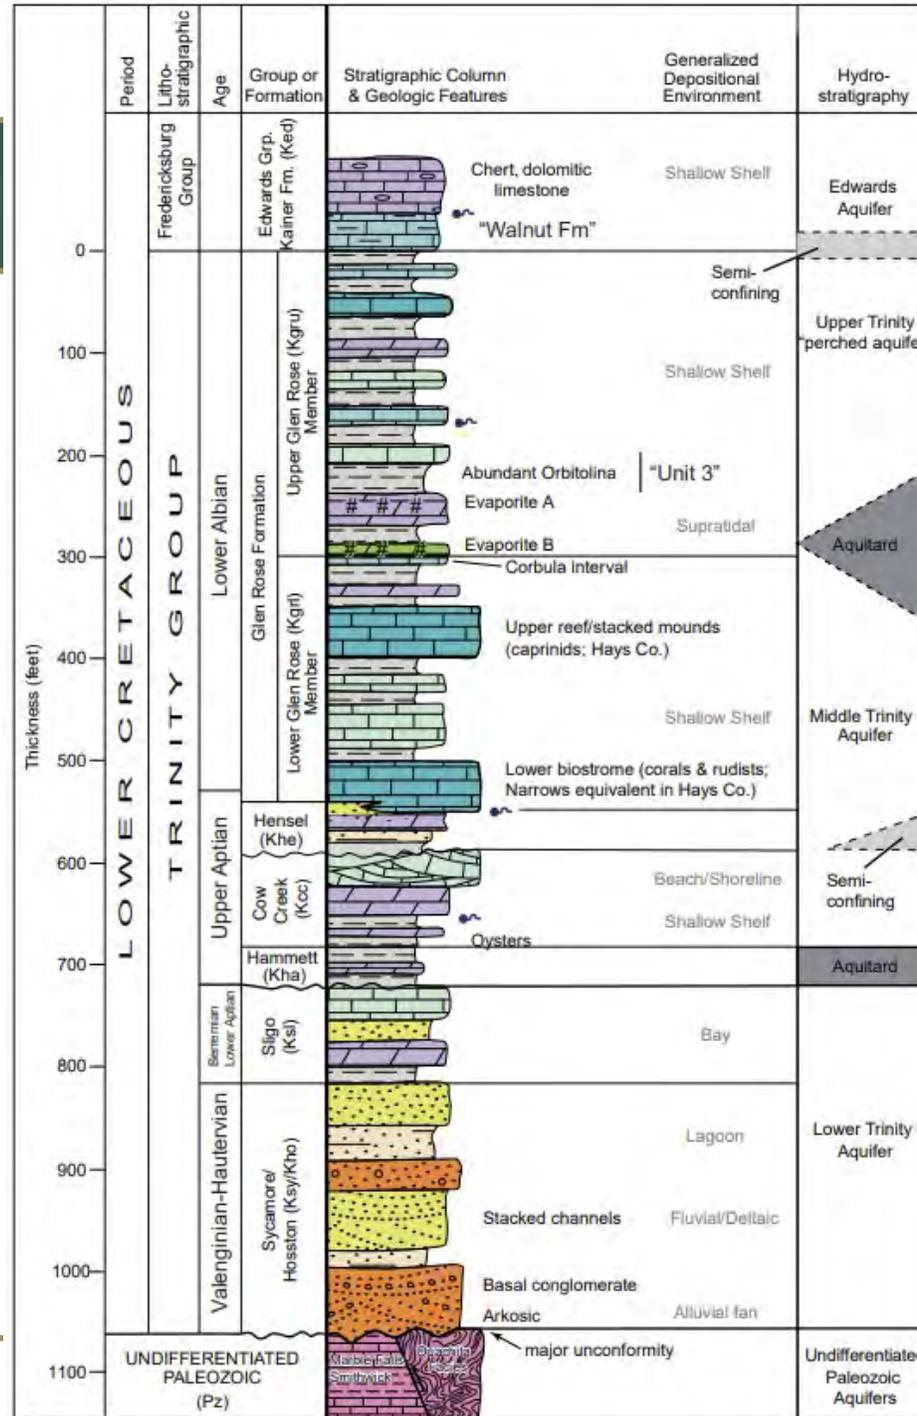 Period
Litho-
stratigraphic
Age
Group or
Formation
Stratigraphic Column
& Geologic Features
Generalized
Depositional
Environment
Hydro-
stratigraphy
Thickness (feet)
0
100
200
300
400
500
600
700
800
900
1000
1100
LOWER CRETACEOUS
Fredericksburg
Group
TRINITY GROUP
Lower Albian
Upper Aptian
Barremian
Lower Aptian
Valenginian-Hautervian
Edwards Grp.
Kainer Fm. (Ked)
Glen Rose Formation
Upper Glen Rose (Kgru)
Member
Lower Glen Rose (Kgrl)
Member
Hensel
(Khe)
Cow
Creek
(Kcc)
Hammett
(Kha)
Sligo
(Ksl)
Sycamore/
Hosston (Ksy/Kho)
UNDIFFERENTIATED
PALEOZOIC
(Pz)
Chert, dolomitic
limestone
"Walnut Fm"
Abundant Orbitolina
"Unit 3"
Evaporite A
Evaporite B
Corbula interval
Upper reef/stacked mounds
(caprinids; Hays Co.)
Lower biostrome (corals & rudists;
Narrows equivalent in Hays Co.)
Oysters
Stacked channels
Basal conglomerate
Arkosic
major unconformity
Marble Falls
Smithwick
Ouachita
Facies
Shallow Shelf
Shallow Shelf
Supratidal
Shallow Shelf
Beach/Shoreline
Shallow Shelf
Bay
Lagoon
Fluvial/Deltaic
Alluvial fan
Edwards
Aquifer
Semi-
confining
Upper Trinity
"perched aquife
Aquitard
Middle Trinity
Aquifer
Semi-
confining
Aquitard
Lower Trinity
Aquifer
Undifferentiated
Paleozoic
Aquifers